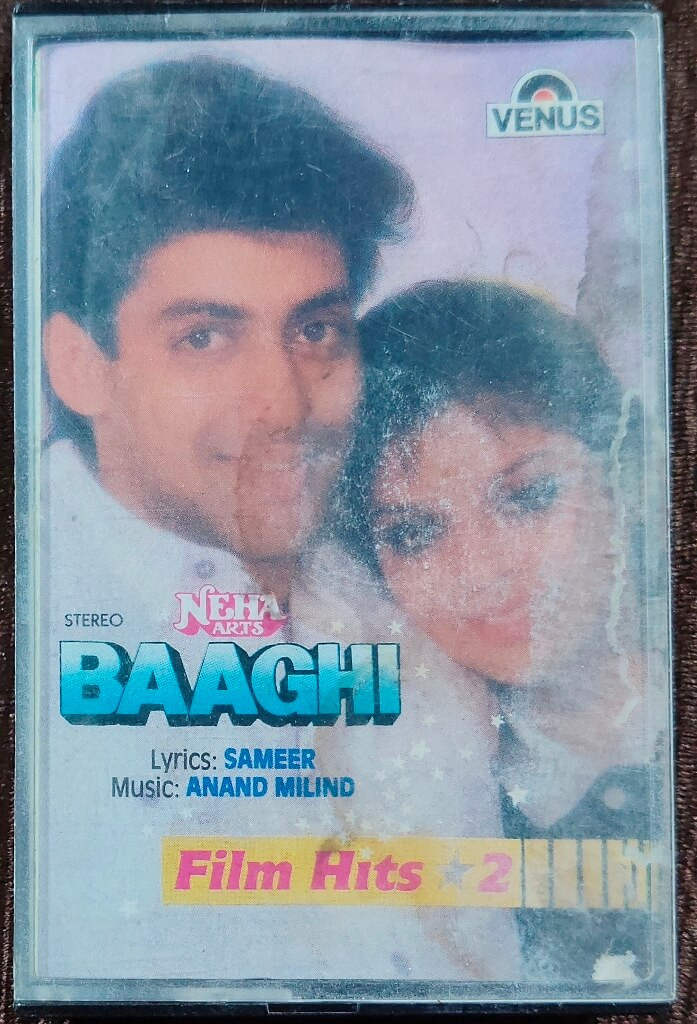 VENUS
NEHA
ARTS
STEREO
BAAGHI
Lyrics: SAMEER
Music: ANAND MILIND
Film Hits ★ 2